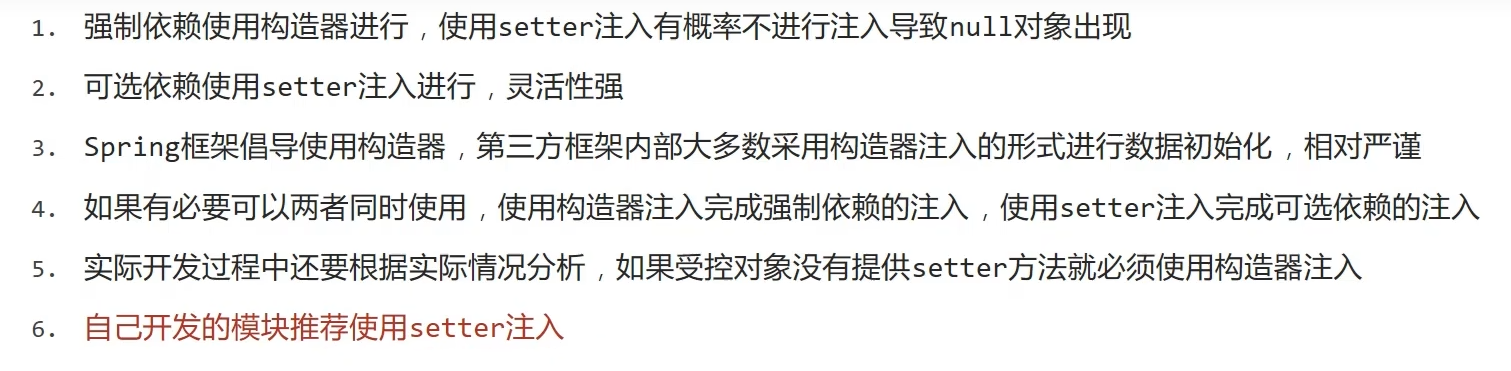 1. 强制依赖使用构造器进行，使用setter注入有概率不进行注入导致null对象出现
2. 可选依赖使用setter注入进行，灵活性强
3. Spring框架倡导使用构造器，第三方框架内部大多数采用构造器注入的形式进行数据初始化，相对严谨
4. 如果有必要可以两者同时使用，使用构造器注入完成强制依赖的注入，使用setter注入完成可选依赖的注入
5. 实际开发过程中还要根据实际情况分析，如果受控对象没有提供setter方法就必须使用构造器注入
6. 自己开发的模块推荐使用setter注入